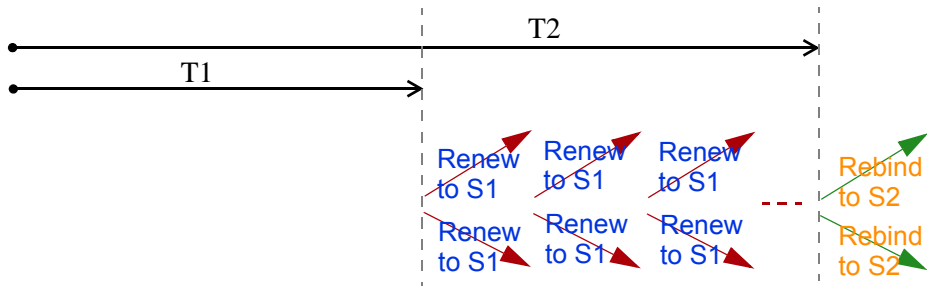 T2
T1
Renew
to S1
Renew
to S1
Renew
to S1
Rebind
to S2
Renew
to S1
Renew
to S1
Renew
to S1
Rebind
to S2